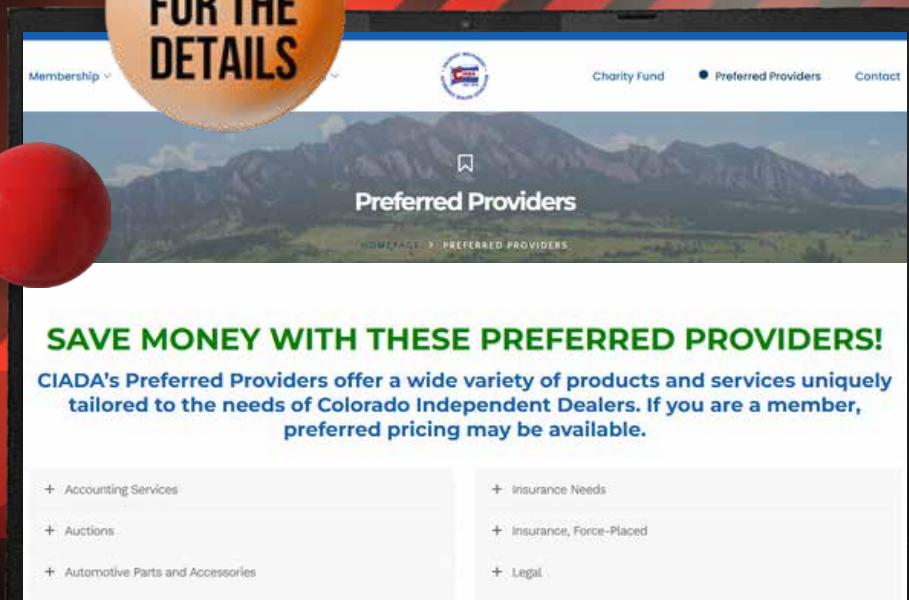 FOR THE
DETAILS
Membership
CIADA
Charity Fund
Preferred Providers
Contact
Preferred Providers
HOMEPAGE > PREFERRED PROVIDERS
SAVE MONEY WITH THESE PREFERRED PROVIDERS!
CIADA's Preferred Providers offer a wide variety of products and services uniquely
tailored to the needs of Colorado Independent Dealers. If you are a member,
preferred pricing may be available.
+ Accounting Services
+ Auctions
+ Automotive Parts and Accessories
+ Insurance Needs
+ Insurance, Force-Placed
+ Legal